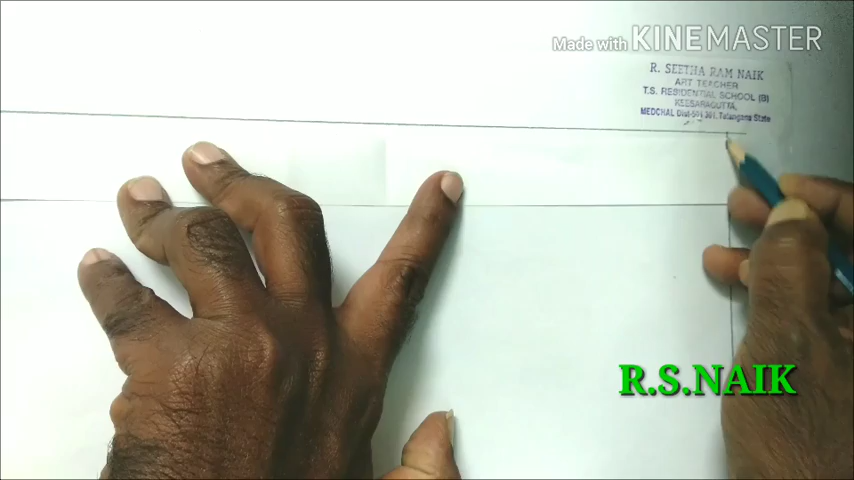 Made with KINEMASTER
R. SEETHA RAM NAIK
ART TEACHER
T.S. RESIDENTIAL SCHOOL (B)
KEESARAGUTTA,
MEDCHAL Dist-501 301. Telangana State
R.S.NAIK